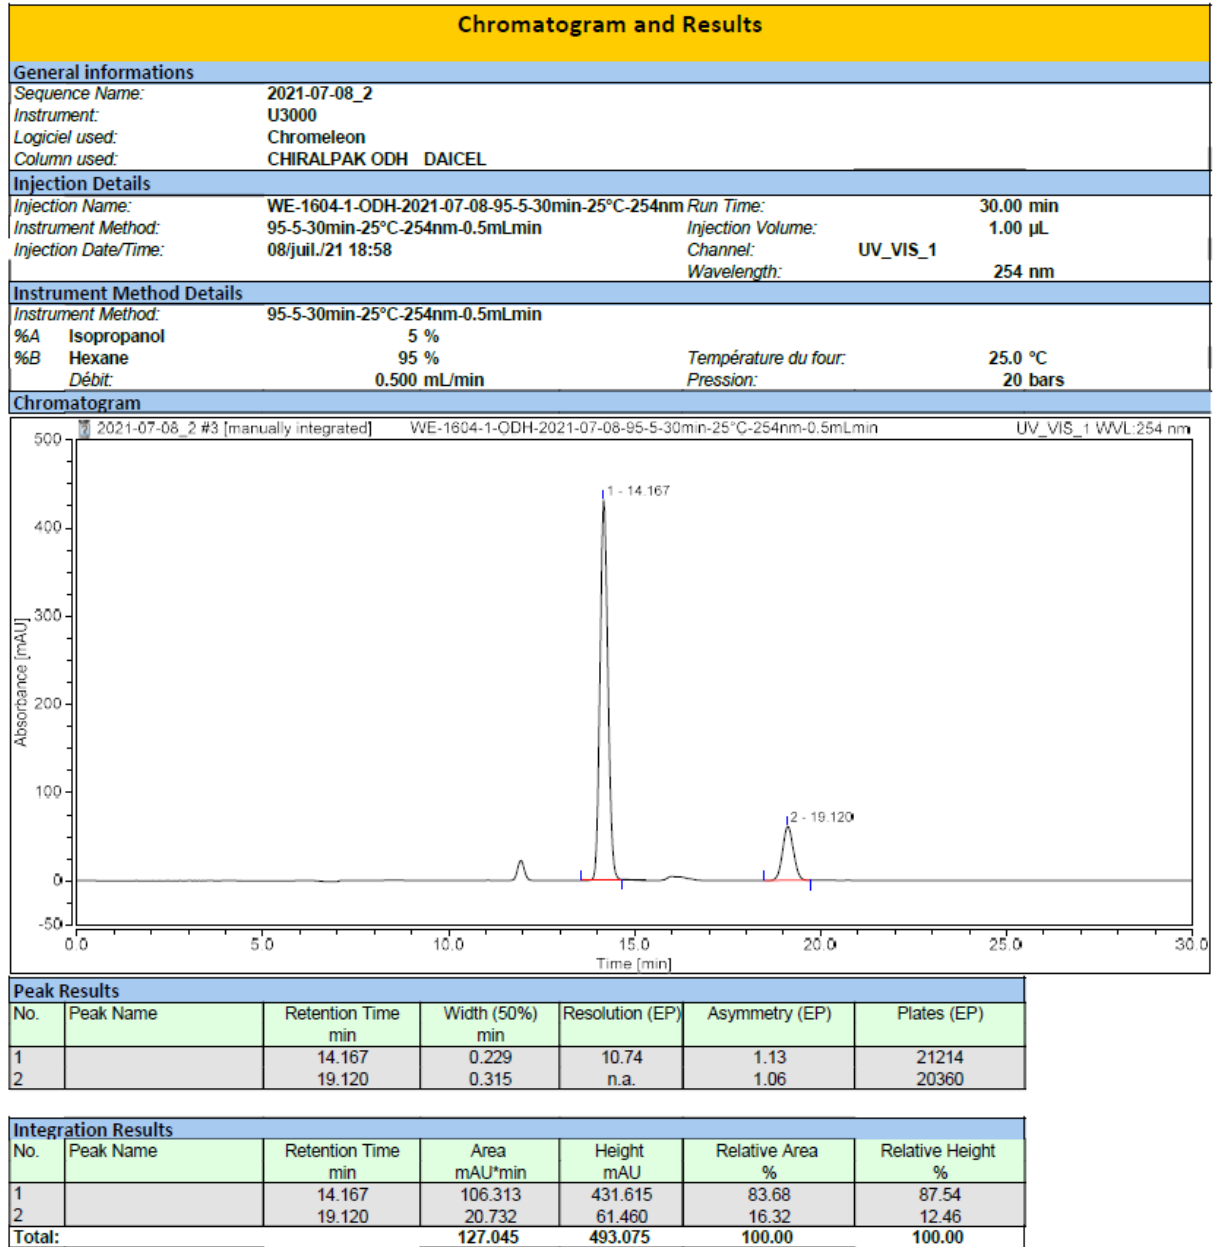 Chromatogram and Results
General informations
Sequence Name: 2021-07-08_2
Instrument: U3000
Logiciel used: Chromeleon
Column used: CHIRALPAK ODH DAICEL
Injection Details
Injection Name: WE-1604-1-ODH-2021-07-08-95-5-30min-25°C-254nm Run Time: 30.00 min
Instrument Method: 95-5-30min-25°C-254nm-0.5mLmin Injection Volume: 1.00 µL
Injection Date/Time: 08/juil./21 18:58 Channel: UV_VIS_1
Wavelength: 254 nm
Instrument Method Details
Instrument Method: 95-5-30min-25°C-254nm-0.5mLmin
%A Isopropanol 5 %
%B Hexane 95 % Température du four: 25.0 °C
Débit: 0.500 mL/min Pression: 20 bars
Chromatogram
2021-07-08_2 #3 [manually integrated] WE-1604-1-ODH-2021-07-08-95-5-30min-25°C-254nm-0.5mLmin UV_VIS_1 WVL:254 nm
500
400
300
200
100
0
-50
Absorbance [mAU]
1 - 14.167
2 - 19.120
0.0 5.0 10.0 15.0 20.0 25.0 30.0
Time [min]
Peak Results
No. Peak Name Retention Time Width (50%) Resolution (EP) Asymmetry (EP) Plates (EP)
min min
1 14.167 0.229 10.74 1.13 21214
2 19.120 0.315 n.a. 1.06 20360
Integration Results
No. Peak Name Retention Time Area Height Relative Area Relative Height
min mAU*min mAU % %
1 14.167 106.313 431.615 83.68 87.54
2 19.120 20.732 61.460 16.32 12.46
Total: 127.045 493.075 100.00 100.00